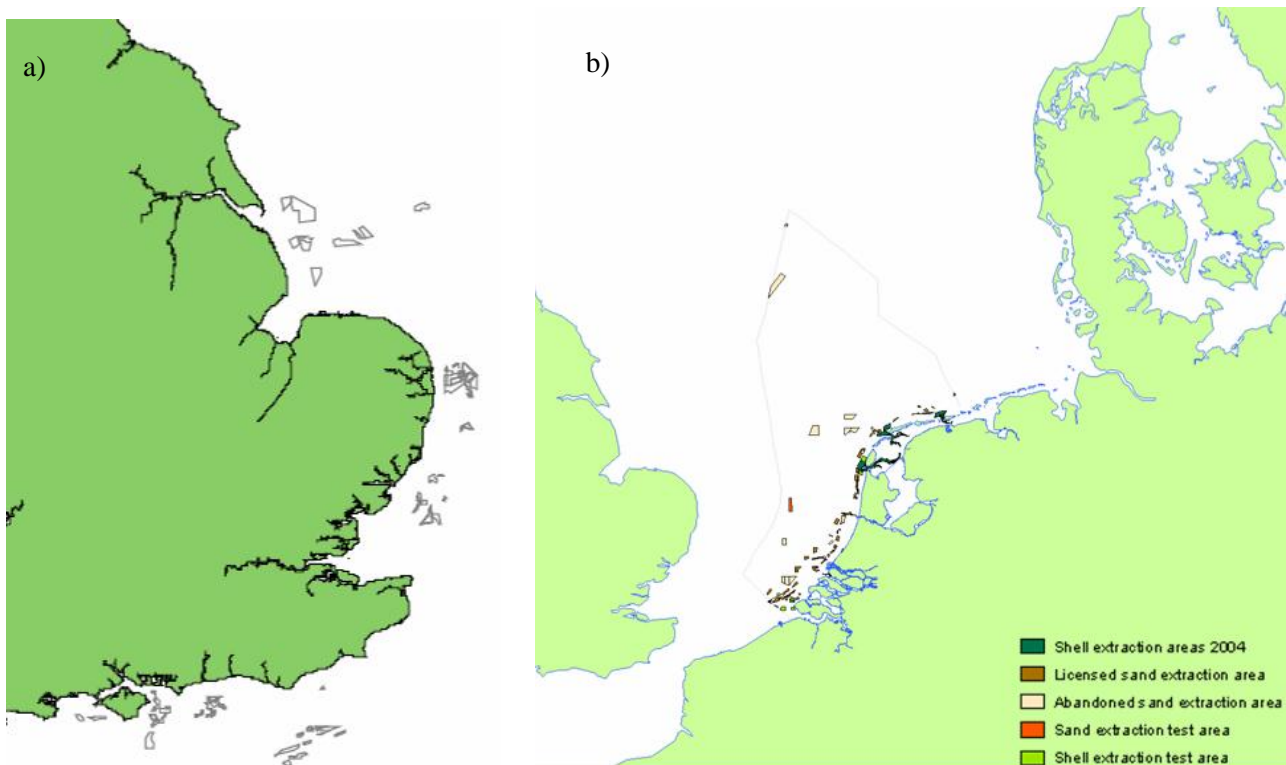 a)
b)
Shell extraction areas 2004
Licensed sand extraction area
Abandoned sand extraction area
Sand extraction test area
Shell extraction test area